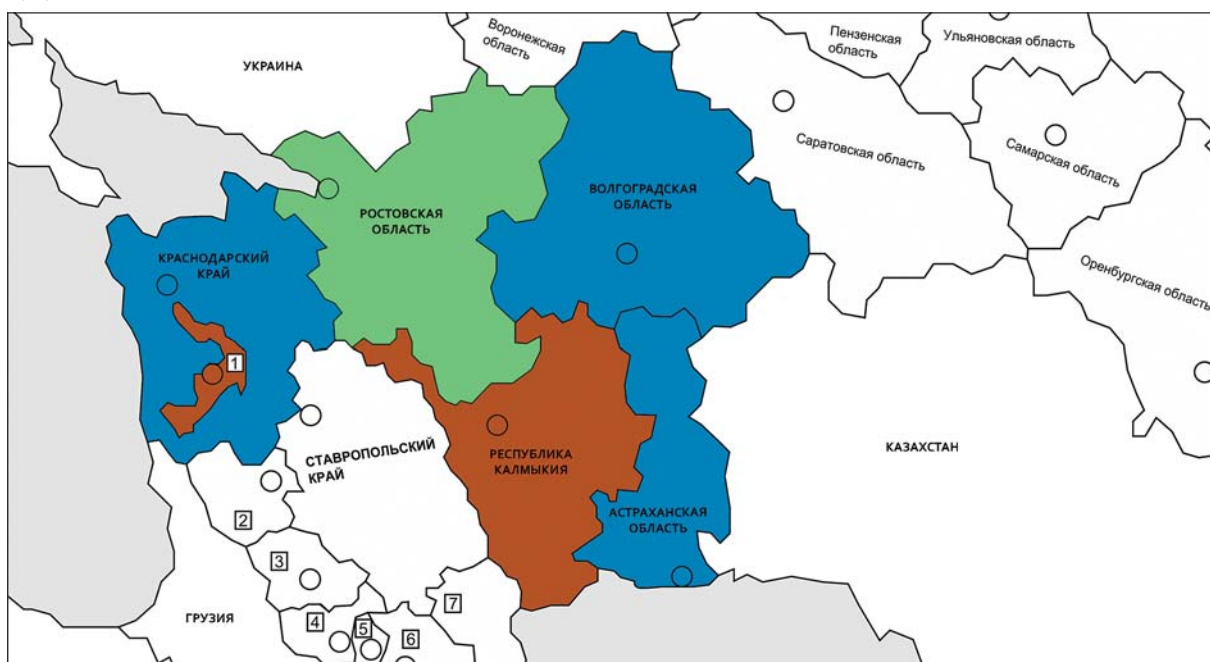 Воронежская
область
Пензенская
область
Ульяновская область
УКРАИНА
Саратовская область
Самарская область
ВОЛГОГРАДСКАЯ
ОБЛАСТЬ
РОСТОВСКАЯ
ОБЛАСТЬ
КРАСНОДАРСКИЙ
КРАЙ
Оренбургская область
1
СТАВРОПОЛЬСКИЙ
КРАЙ
РЕСПУБЛИКА
КАЛМЫКИЯ
КАЗАХСТАН
АСТРАХАНСКАЯ
ОБЛАСТЬ
2
3
ГРУЗИЯ
4
5
6
7